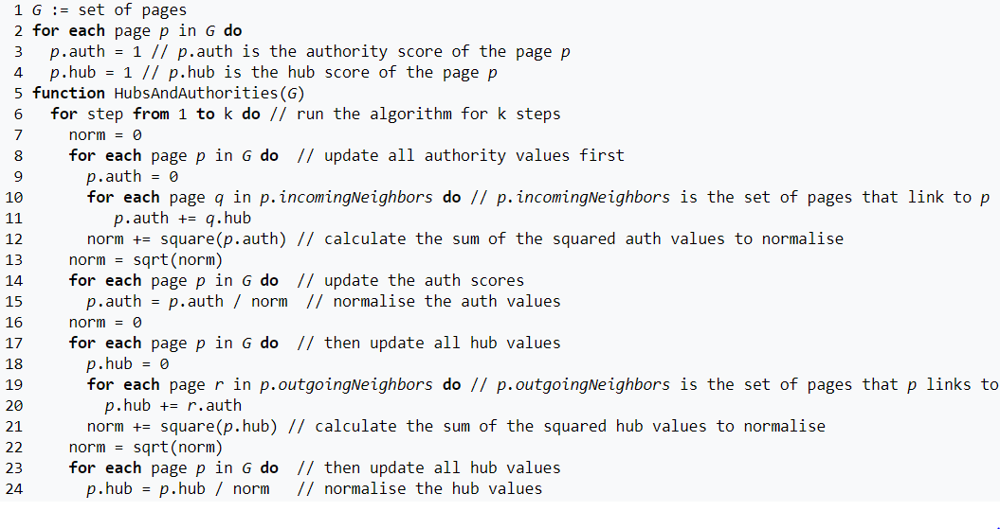 1 G := set of pages
2 for each page p in G do
3 p.auth = 1 // p.auth is the authority score of the page p
4 p.hub = 1 // p.hub is the hub score of the page p
5 function HubsAndAuthorities(G)
6 for step from 1 to k do // run the algorithm for k steps
7 norm = 0
8 for each page p in G do // update all authority values first
9 p.auth = 0
10 for each page q in p.incomingNeighbors do // p.incomingNeighbors is the set of pages that link to p
11 p.auth += q.hub
12 norm += square(p.auth) // calculate the sum of the squared auth values to normalise
13 norm = sqrt(norm)
14 for each page p in G do // update the auth scores
15 p.auth = p.auth / norm // normalise the auth values
16 norm = 0
17 for each page p in G do // then update all hub values
18 p.hub = 0
19 for each page r in p.outgoingNeighbors do // p.outgoingNeighbors is the set of pages that p links to
20 p.hub += r.auth
21 norm += square(p.hub) // calculate the sum of the squared hub values to normalise
22 norm = sqrt(norm)
23 for each page p in G do // then update all hub values
24 p.hub = p.hub / norm // normalise the hub values